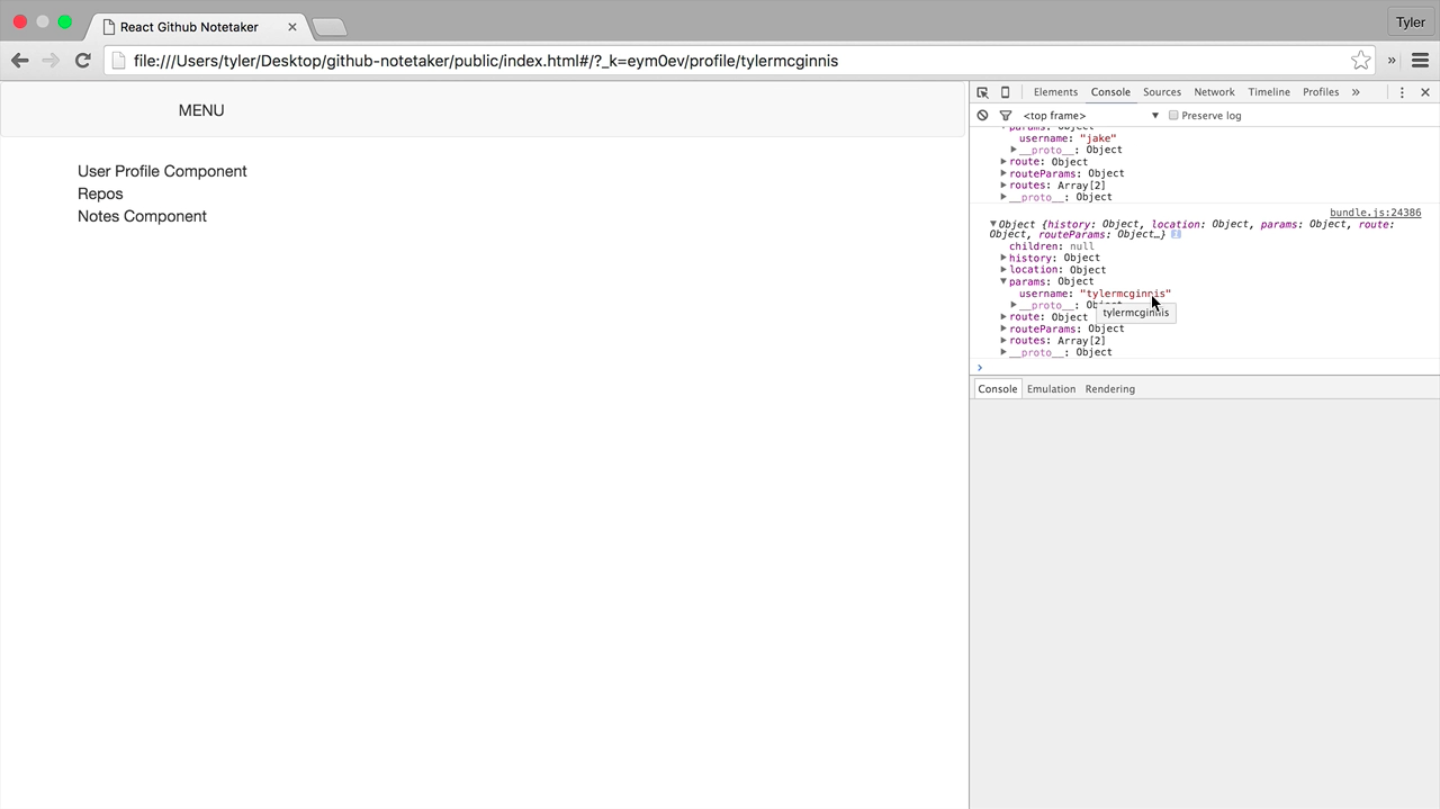 React Github Notetaker
Tyler
file:///Users/tyler/Desktop/github-notetaker/public/index.html#/?_k=eym0ev/profile/tylermcginnis
MENU
User Profile Component
Repos
Notes Component
Elements Console Sources Network Timeline Profiles »
<top frame> ▼ Preserve log
params: Object
username: "jake"
▶__proto__: Object
▶route: Object
▶routeParams: Object
▶routes: Array[2]
▶__proto__: Object
bundle.js:24386
▼Object {history: Object, location: Object, params: Object, route:
Object, routeParams: Object…}
children: null
▶history: Object
▶location: Object
▼params: Object
username: "tylermcginnis"
▶__proto__:
tylermcginnis
▶route: Object
▶routeParams: Object
▶routes: Array[2]
▶__proto__: Object
>
Console Emulation Rendering